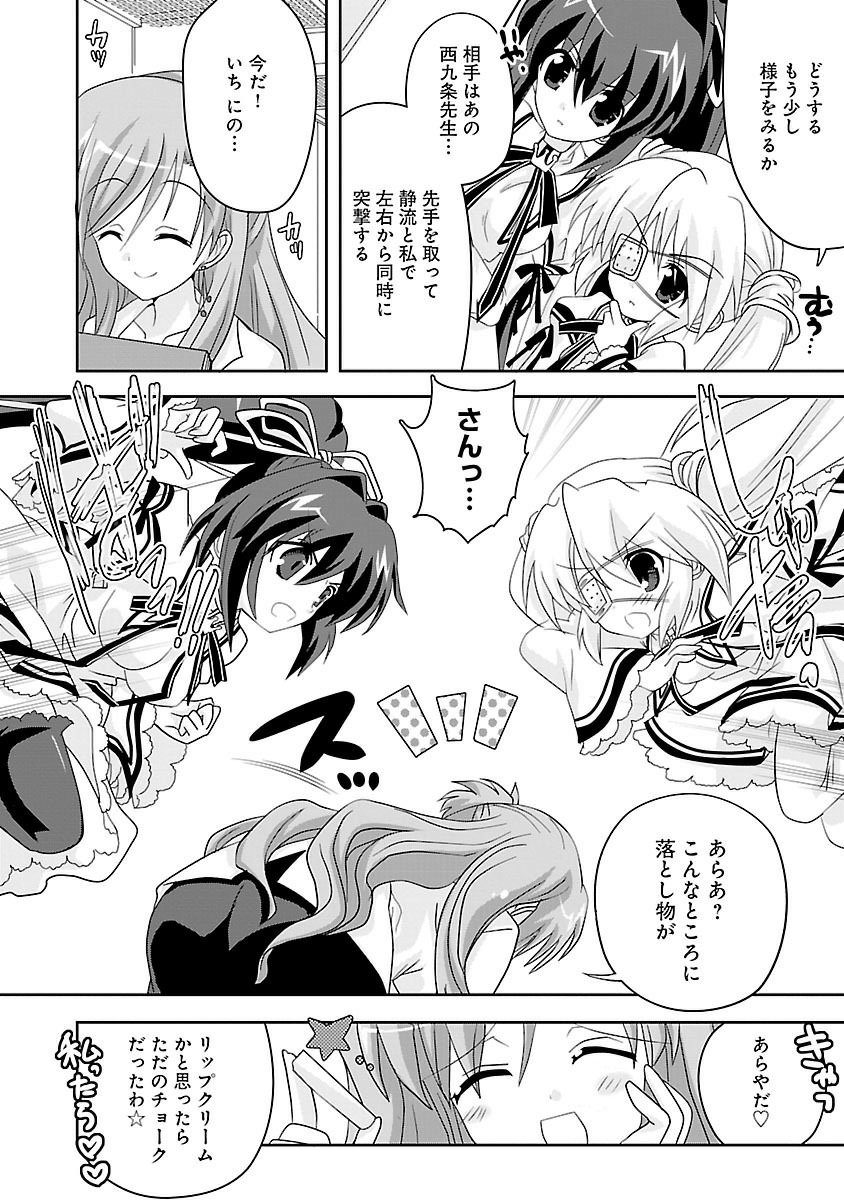 どうする
もう少し
様子をみるか
むぅ…
!!
相手はあの
西九条先生…
先手を取って
静流と私で
左右から同時に
突撃する
カッ
カッ
今だ！
いち にの…
さんっ…
スッ
あらあ？
こんなところに
落とし物が
あらやだ♡
きゃっ
リップクリーム
かと思ったら
ただのチョーク
だったわ☆
私ったら♡♡